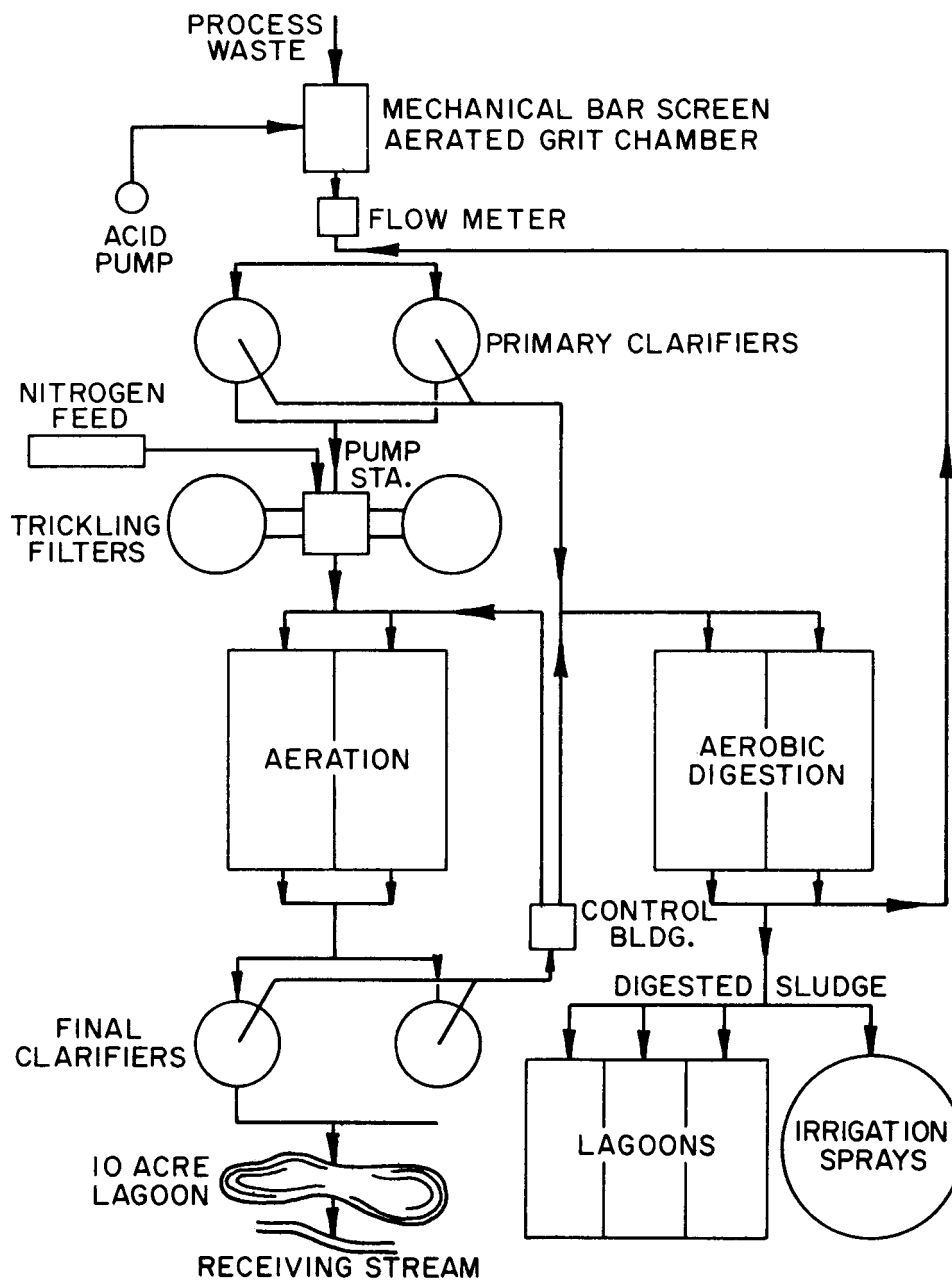 PROCESS
WASTE
MECHANICAL BAR SCREEN
AERATED GRIT CHAMBER
FLOW METER
ACID
PUMP
PRIMARY CLARIFIERS
NITROGEN
FEED
PUMP
STA.
TRICKLING
FILTERS
AERATION
AEROBIC
DIGESTION
CONTROL
BLDG.
DIGESTED SLUDGE
FINAL
CLARIFIERS
LAGOONS
IRRIGATION
SPRAYS
10 ACRE
LAGOON
RECEIVING STREAM